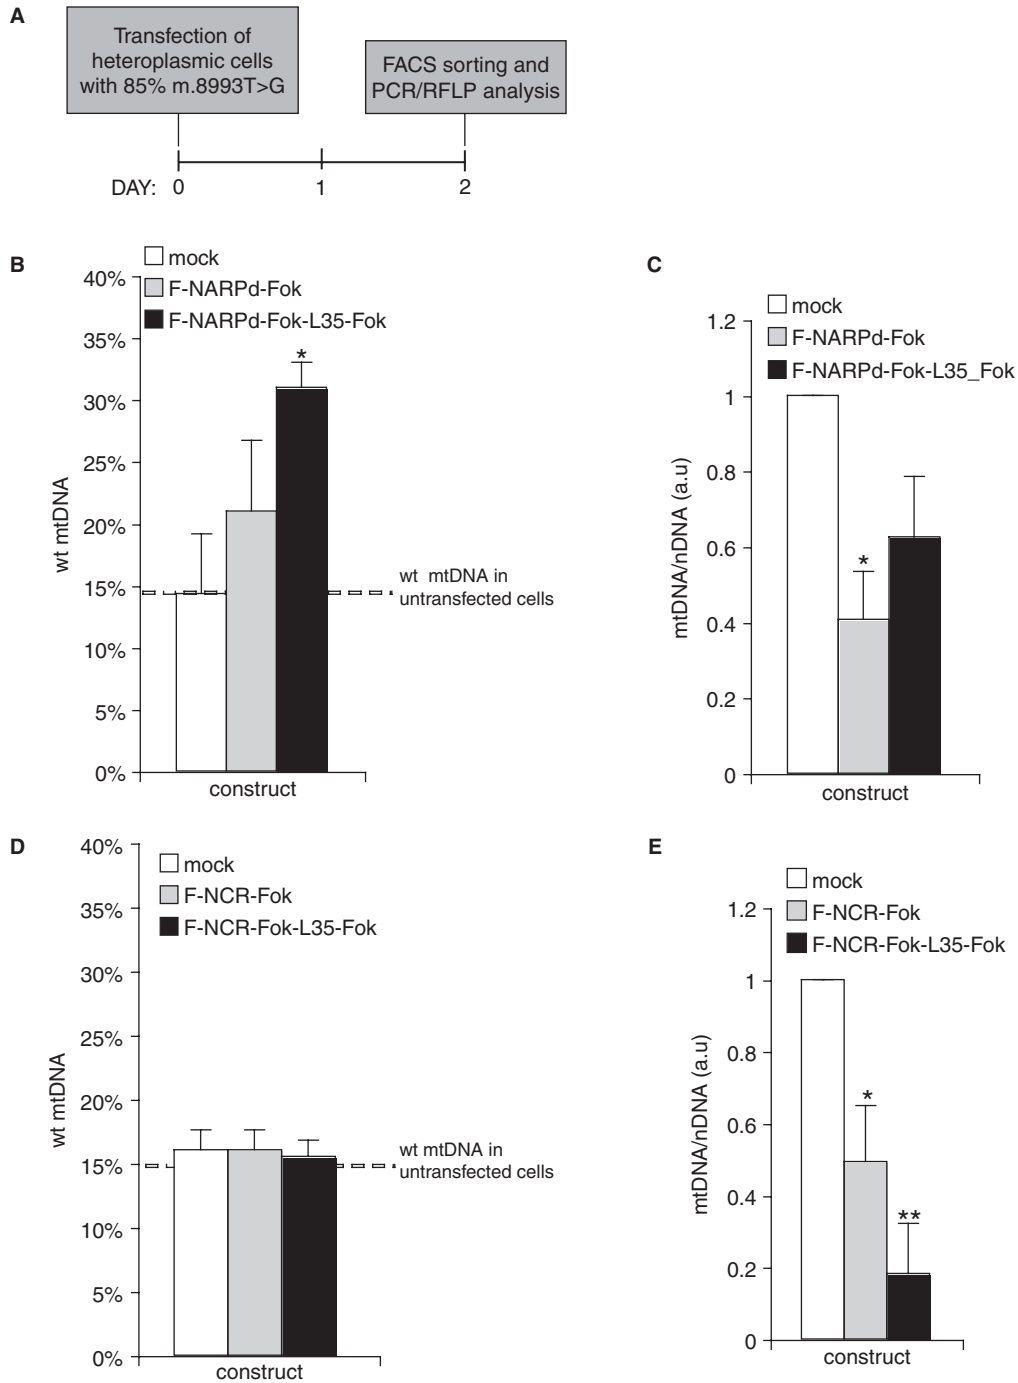 A
Transfection of
heteroplasmic cells
with 85% m.8993T>G
FACS sorting and
PCR/RFLP analysis
DAY: 0 1 2
B
mock
F-NARPd-Fok
F-NARPd-Fok-L35-Fok
40%
35%
30%
25%
20%
15%
10%
5%
0%
wt mtDNA
*
wt mtDNA in
untransfected cells
construct
C
mock
F-NARPd-Fok
F-NARPd-Fok-L35_Fok
1.2
1
0.8
0.6
0.4
0.2
0
mtDNA/nDNA (a.u)
*
construct
D
mock
F-NCR-Fok
F-NCR-Fok-L35-Fok
40%
35%
30%
25%
20%
15%
10%
5%
0%
wt mtDNA
wt mtDNA in
untransfected cells
construct
E
mock
F-NCR-Fok
F-NCR-Fok-L35-Fok
1.2
1
0.8
0.6
0.4
0.2
0
mtDNA/nDNA (a.u)
*
**
construct